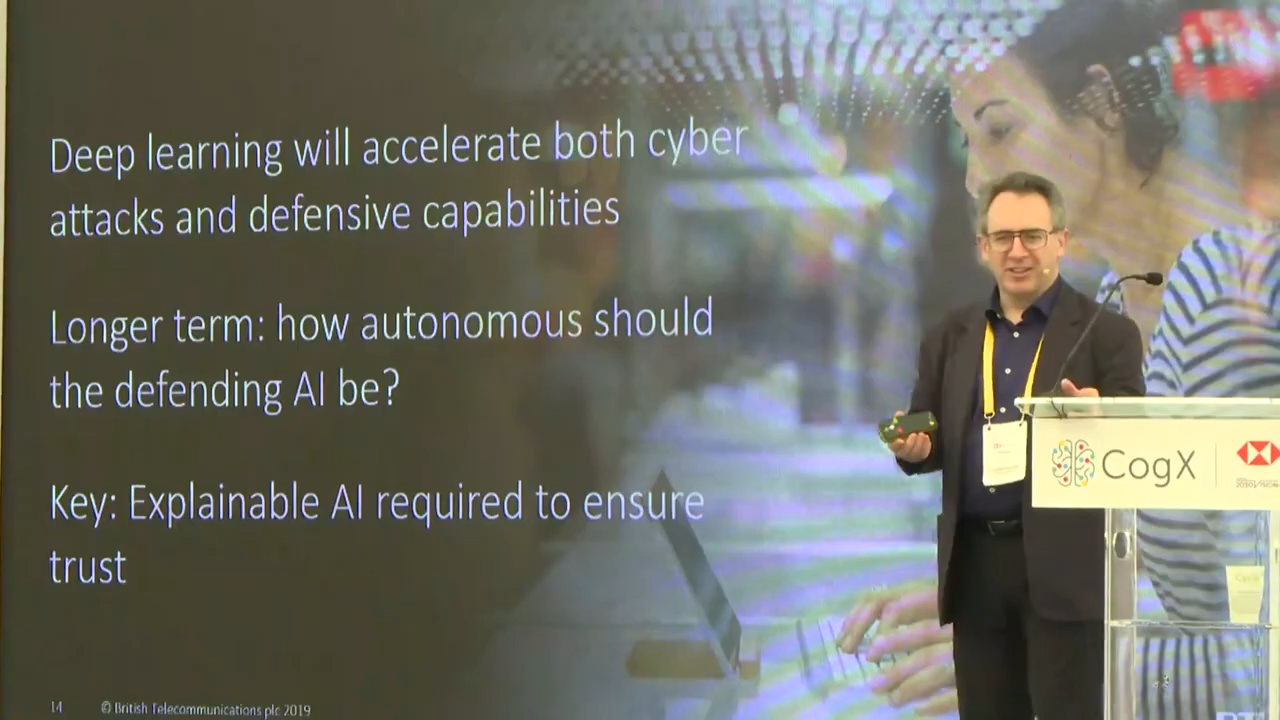 Deep learning will accelerate both cyber
attacks and defensive capabilities
Longer term: how autonomous should
the defending AI be?
Key: Explainable AI required to ensure
trust
14 © British Telecommunications plc 2019
CogX